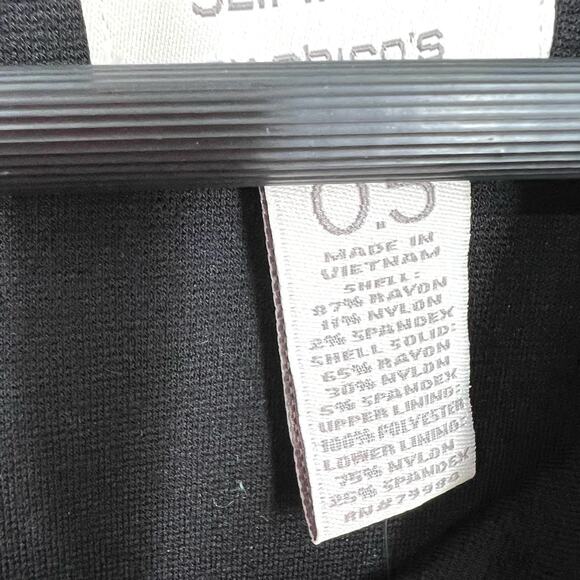 CHICO'S
0.5
MADE IN
VIETNAM
SHELL:
87% RAYON
11% NYLON
2% SPANDEX
SHELL SOLID:
65% RAYON
30% NYLON
5% SPANDEX
UPPER LINING:
100% POLYESTER
LOWER LINING:
75% NYLON
25% SPANDEX